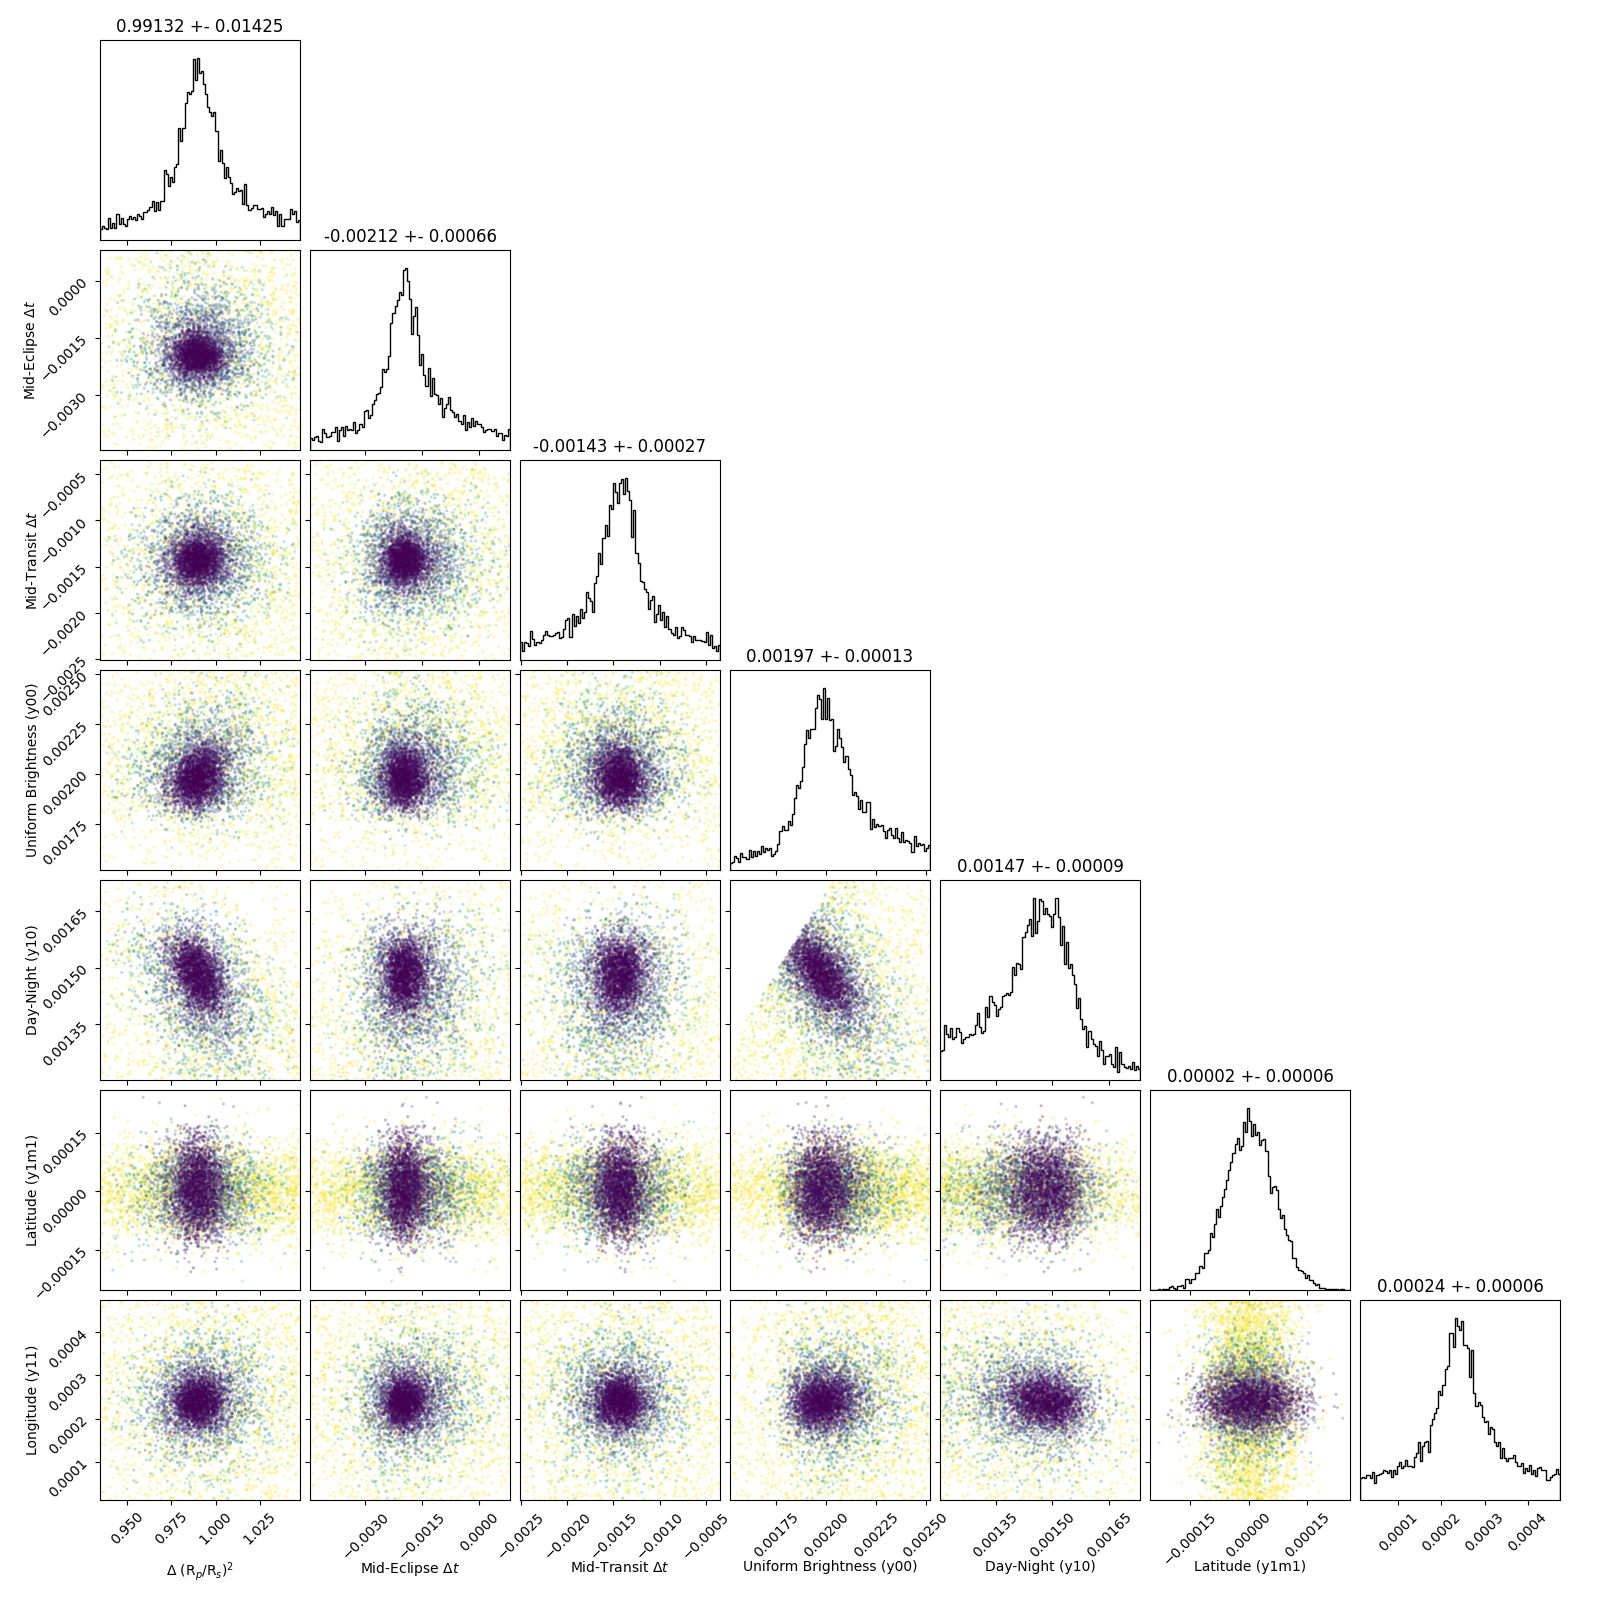 0.99132 +- 0.01425
-0.00212 +- 0.00066
Mid-Eclipse Δt
0.0000
−0.0015
−0.0030
-0.00143 +- 0.00027
Mid-Transit Δt
−0.0005
−0.0010
−0.0015
−0.0020
−0.0025
0.00197 +- 0.00013
Uniform Brightness (y00)
0.00250
0.00225
0.00200
0.00175
0.00147 +- 0.00009
Day-Night (y10)
0.00165
0.00150
0.00135
0.00002 +- 0.00006
Latitude (y1m1)
0.00015
0.00000
−0.00015
0.00024 +- 0.00006
Longitude (y11)
0.0004
0.0003
0.0002
0.0001
0.950 0.975 1.000 1.025
−0.0030 −0.0015 0.0000
−0.0025 −0.0020 −0.0015 −0.0010 −0.0005
0.00175 0.00200 0.00225 0.00250
0.00135 0.00150 0.00165
−0.00015 0.00000 0.00015
0.0001 0.0002 0.0003 0.0004
Δ (Rp/Rs)2
Mid-Eclipse Δt
Mid-Transit Δt
Uniform Brightness (y00)
Day-Night (y10)
Latitude (y1m1)